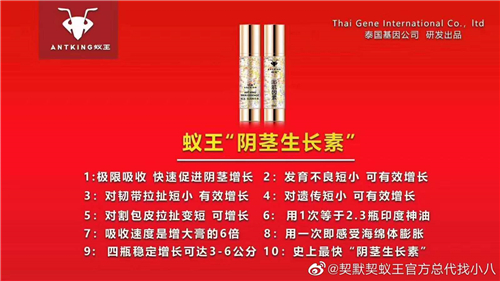 ANTKING蚁王
Thai Gene International Co., ltd
泰国基因公司 研发出品
蚁王“阴茎生长素”
1:极限吸收 快速促进阴茎增长
2：发育不良短小 可有效增长
3：对韧带拉扯短小 有效增长
4：对遗传短小 可有效增长
5：对割包皮拉扯变短 可增长
6： 用1次等于2.3瓶印度神油
7：吸收速度是增大膏的6倍
8：用一次即感受海绵体膨胀
9： 四瓶稳定增长可达3-6公分
10：史上最快“阴茎生长素”
@契默契蚁王官方总代找小八